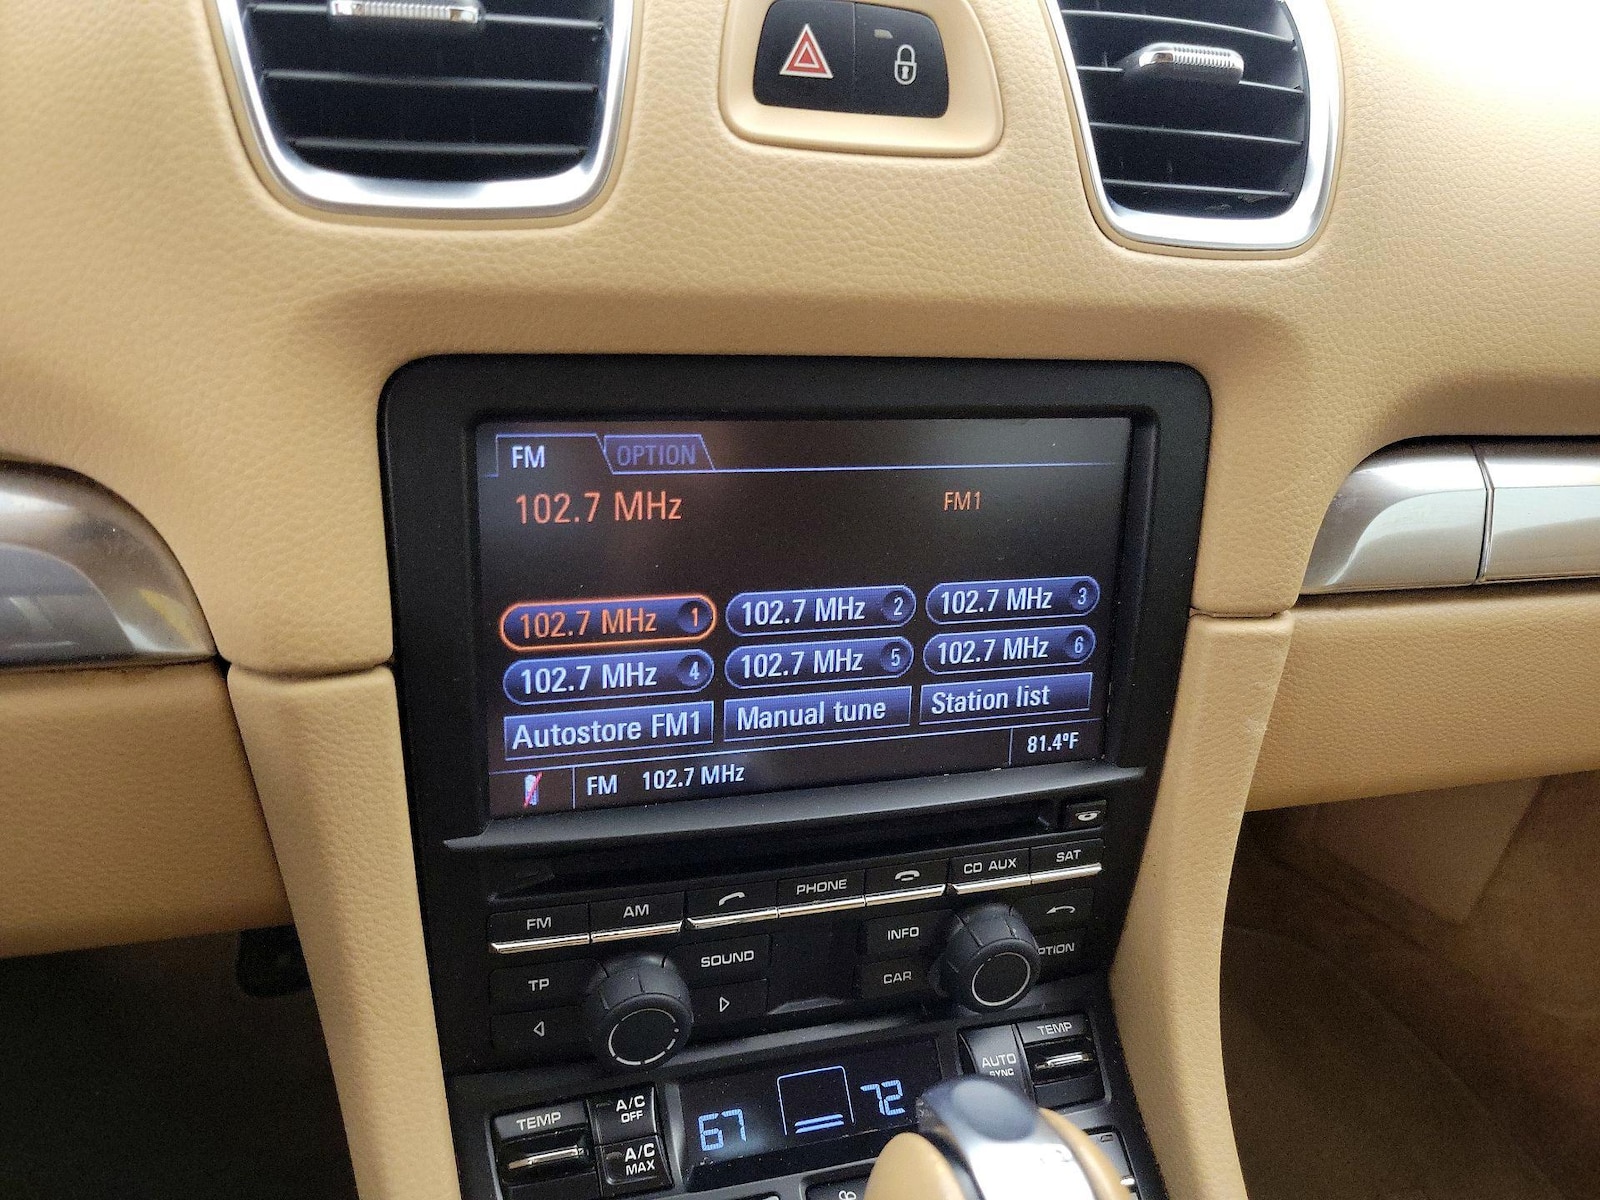 FM OPTION
102.7 MHz FM1
102.7 MHz 1 102.7 MHz 2 102.7 MHz 3
102.7 MHz 4 102.7 MHz 5 102.7 MHz 6
Autostore FM1 Manual tune Station list
FM 102.7 MHz 81.4ºF
FM AM PHONE CD AUX SAT
TP SOUND INFO PTION
CAR
TEMP A/C OFF 67 72 AUTO SYNC TEMP
A/C MAX